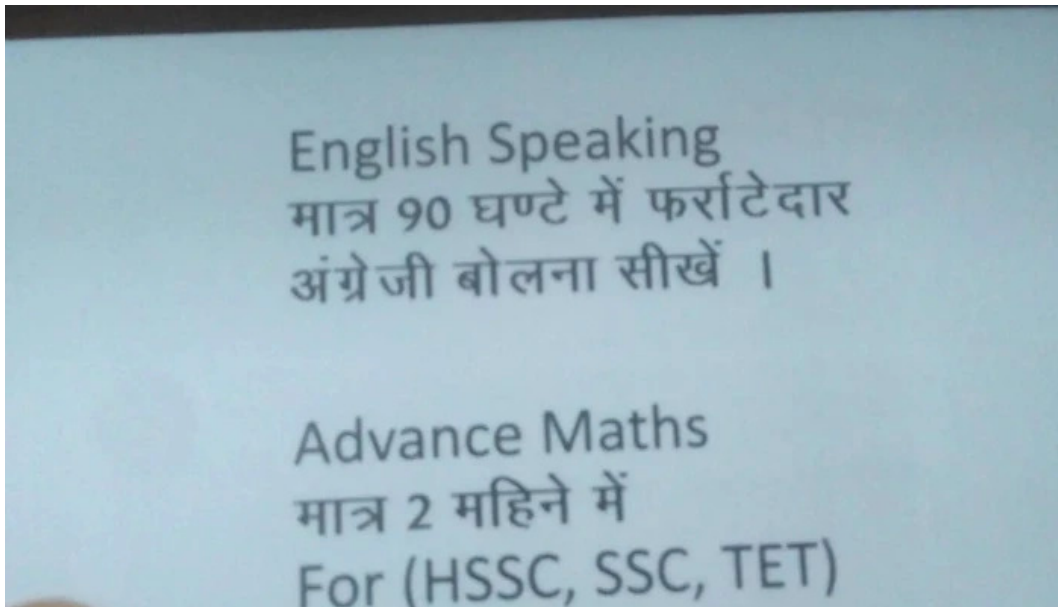 English Speaking
मात्र 90 घण्टे में फर्राटेदार
अंग्रेजी बोलना सीखें ।
Advance Maths
मात्र 2 महिने में
For (HSSC, SSC, TET)